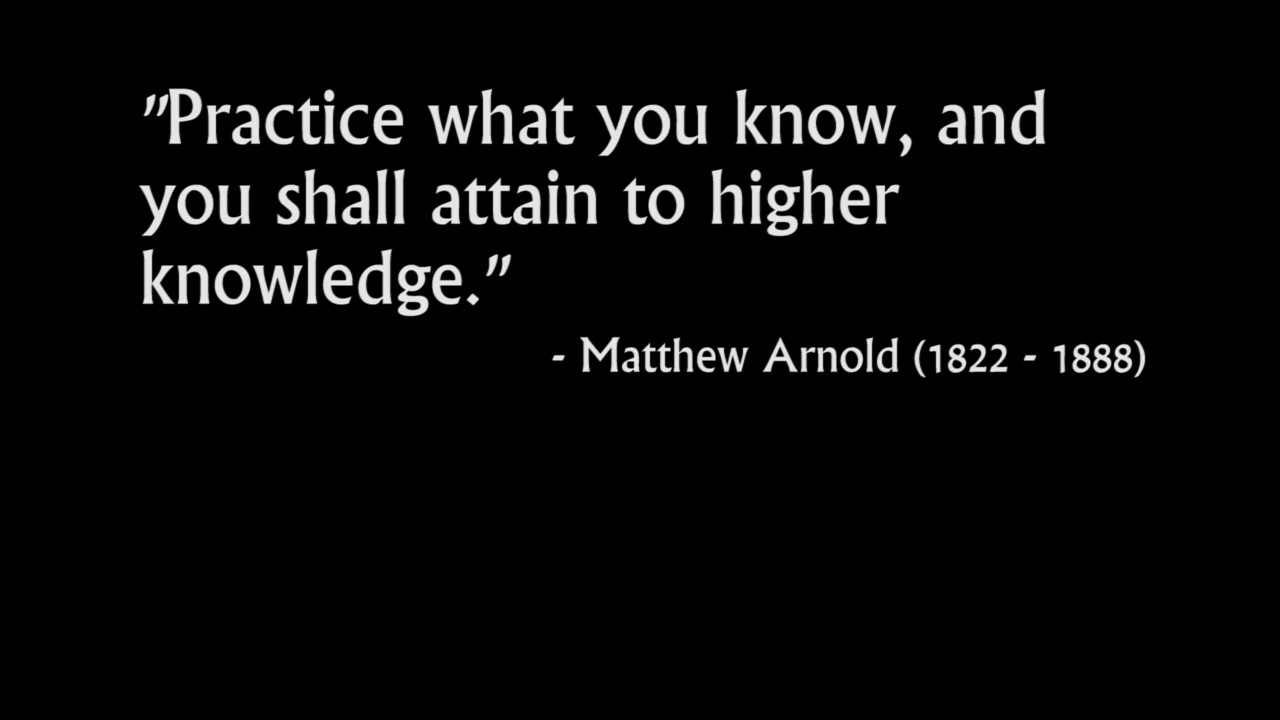 "Practice what you know, and
you shall attain to higher
knowledge."
- Matthew Arnold (1822 - 1888)